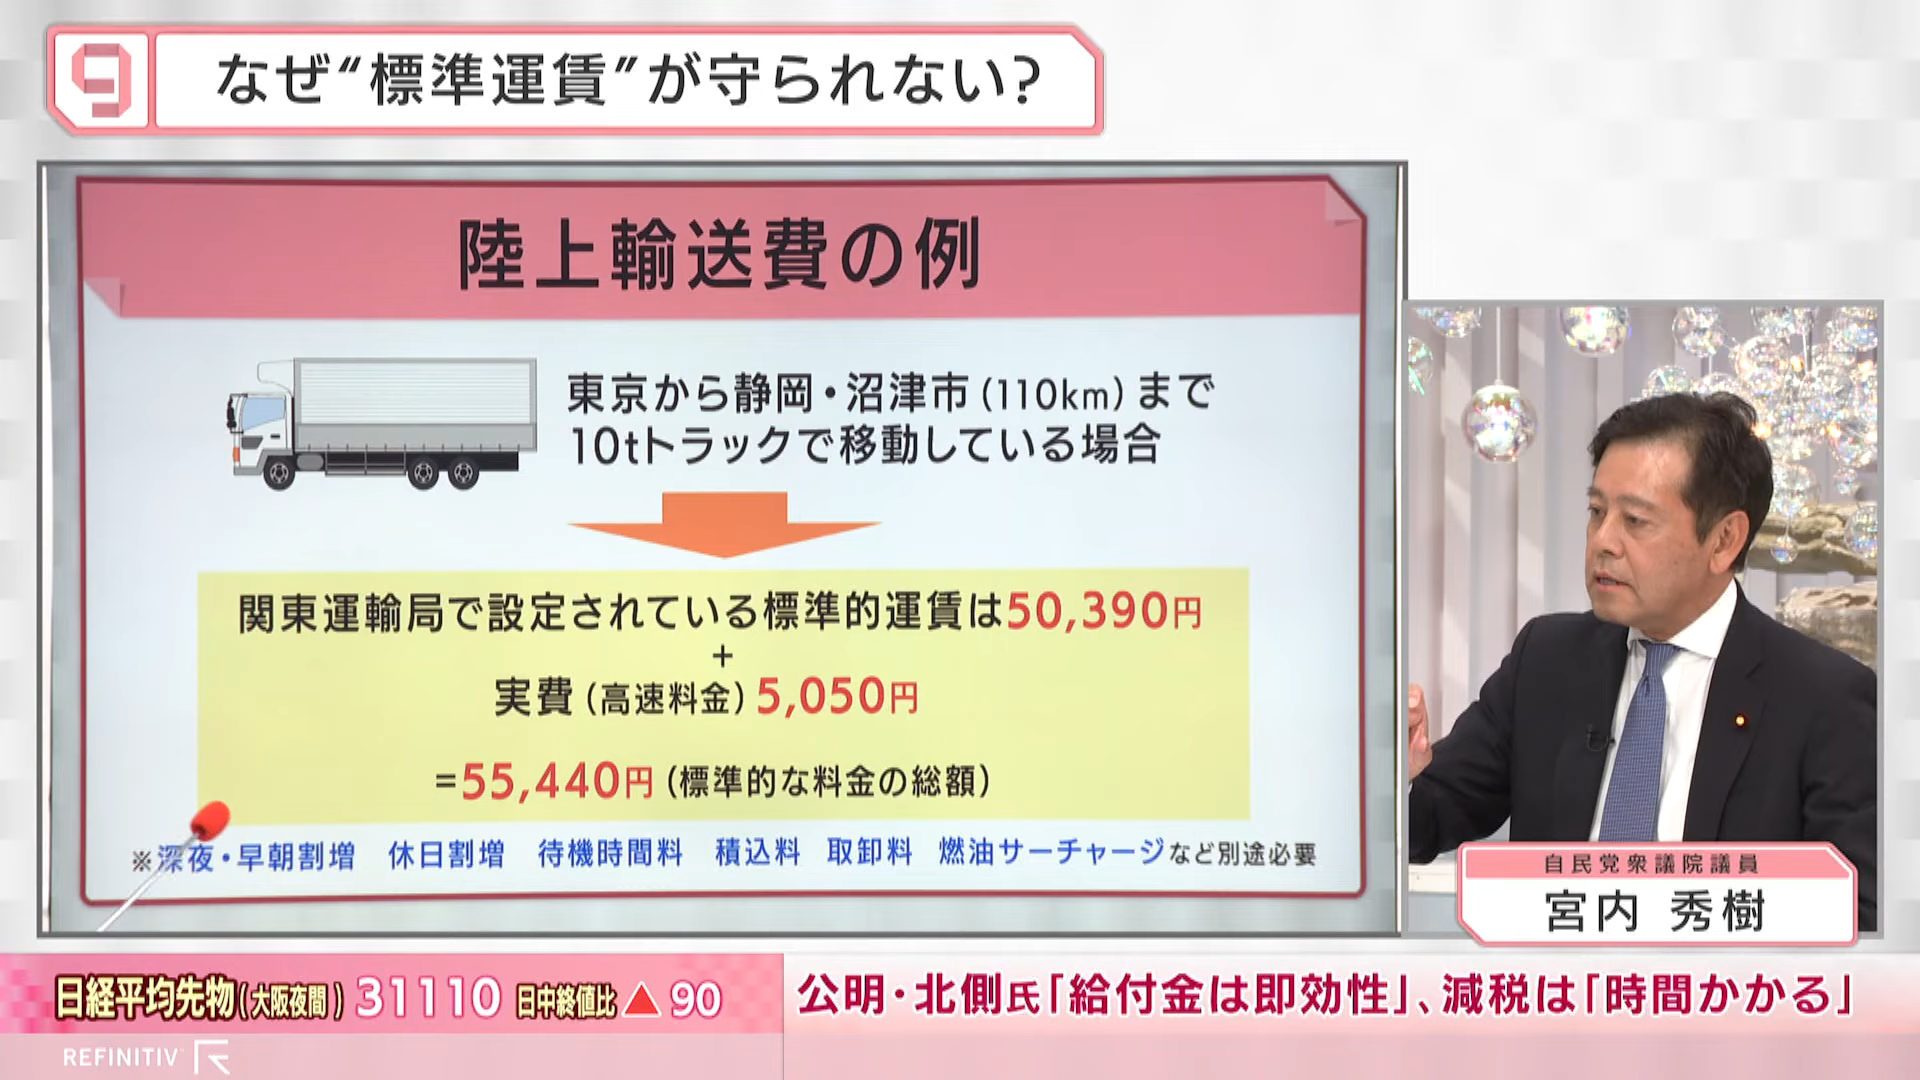 9
なぜ“標準運賃”が守られない?
陸上輸送費の例
東京から静岡・沼津市(110km)まで
10tトラックで移動している場合
関東運輸局で設定されている標準的運賃は50,390円
+
実費(高速料金)5,050円
=55,440円(標準的な料金の総額)
※深夜・早朝割増 休日割増 待機時間料 積込料 取卸料 燃油サーチャージなど別途必要
自民党衆議院議員
宮内 秀樹
日経平均先物(大阪夜間) 31110 日中終値比▲90
公明・北側氏「給付金は即効性」、減税は「時間かかる」
REFINITIV